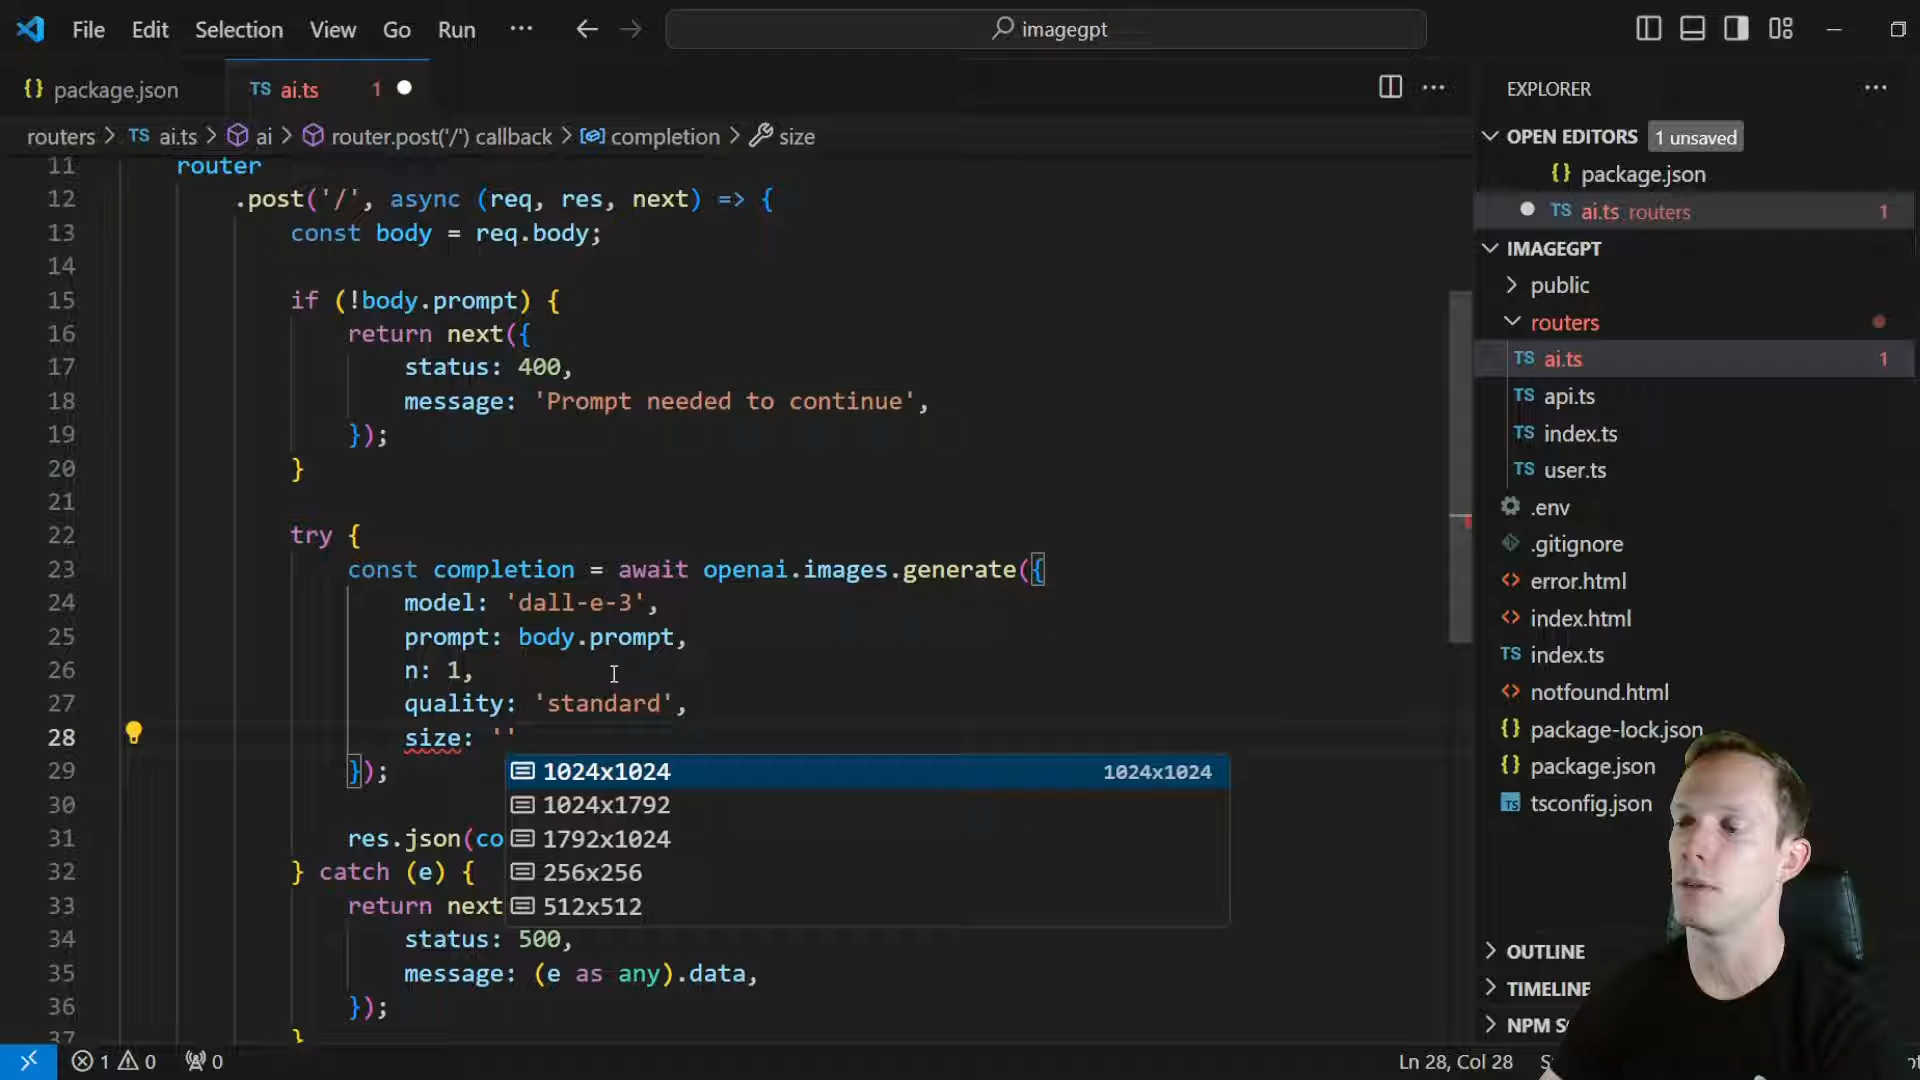 File Edit Selection View Go Run ··· imagegpt
{} package.json TS ai.ts 1
routers > TS ai.ts > ai > router.post('/') callback > completion > size
11 router
12 .post('/', async (req, res, next) => {
13 const body = req.body;
14
15 if (!body.prompt) {
16 return next({
17 status: 400,
18 message: 'Prompt needed to continue',
19 });
20 }
21
22 try {
23 const completion = await openai.images.generate({
24 model: 'dall-e-3',
25 prompt: body.prompt,
26 n: 1,
27 quality: 'standard',
28 size: ''
29 });
1024x1024 1024x1024
30
1024x1792
31 res.json(co
1792x1024
32 } catch (e) {
256x256
33 return next
512x512
34 status: 500,
35 message: (e as any).data,
36 });
37 }
EXPLORER
OPEN EDITORS 1 unsaved
{} package.json
TS ai.ts routers 1
IMAGEGPT
public
routers
TS ai.ts 1
TS api.ts
TS index.ts
TS user.ts
.env
.gitignore
<> error.html
<> index.html
TS index.ts
<> notfound.html
{} package-lock.json
{} package.json
TS tsconfig.json
OUTLINE
TIMELINE
NPM
1 0 0 Ln 28, Col 28